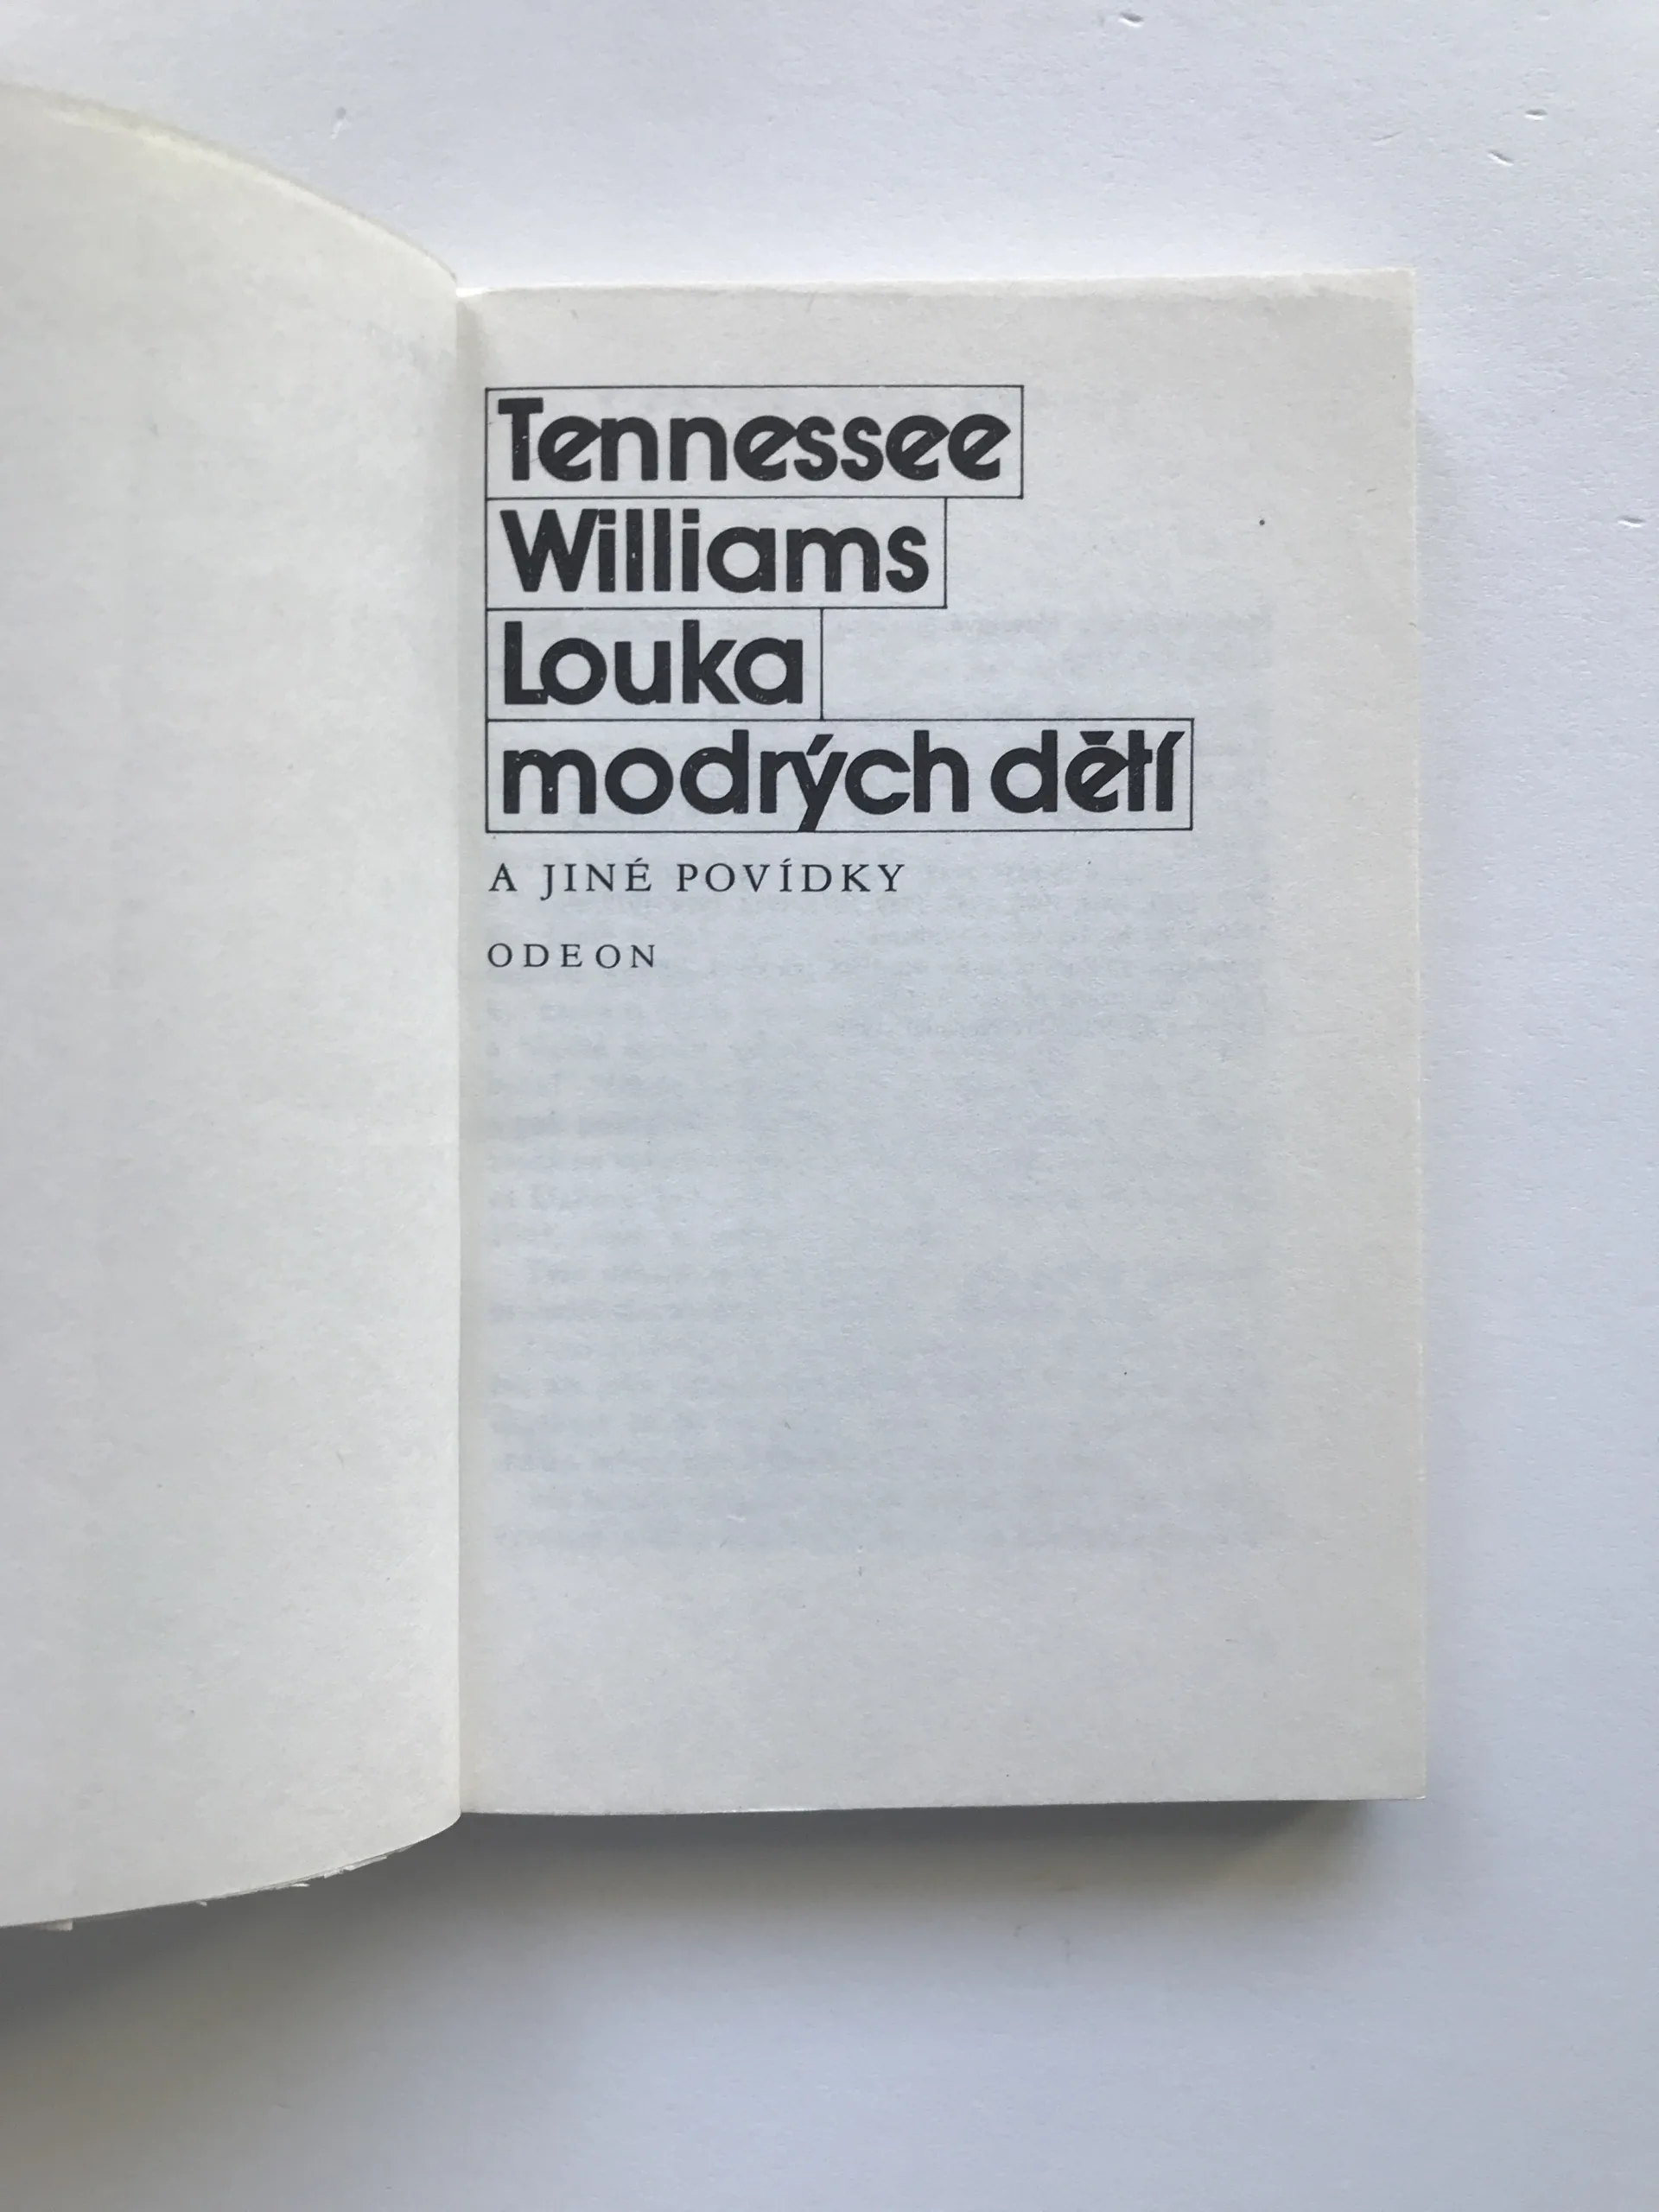 Tennessee
Williams
Louka
modrých dětí
A JINÉ POVÍDKY
ODEON